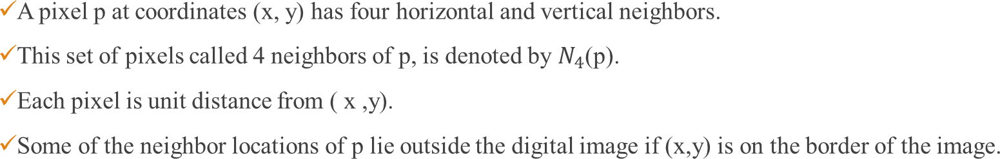 ✓A pixel p at coordinates (x, y) has four horizontal and vertical neighbors.
✓This set of pixels called 4 neighbors of p, is denoted by N₄(p).
✓Each pixel is unit distance from ( x ,y).
✓Some of the neighbor locations of p lie outside the digital image if (x,y) is on the border of the image.